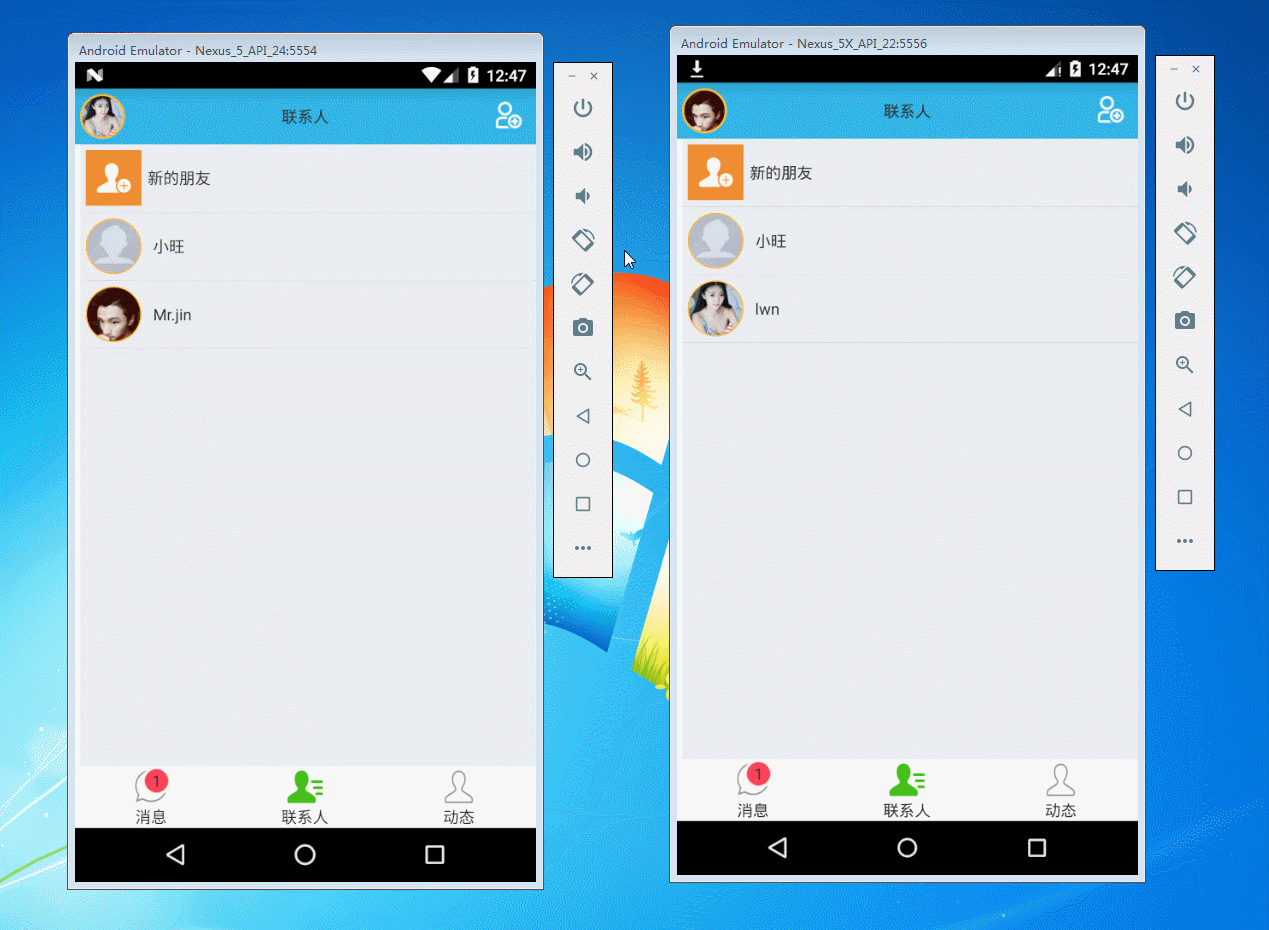 Android Emulator - Nexus_5_API_24:5554
12:47
联系人
新的朋友
小旺
Mr.jin
1
消息
联系人
动态
Android Emulator - Nexus_5X_API_22:5556
12:47
联系人
新的朋友
小旺
lwn
1
消息
联系人
动态